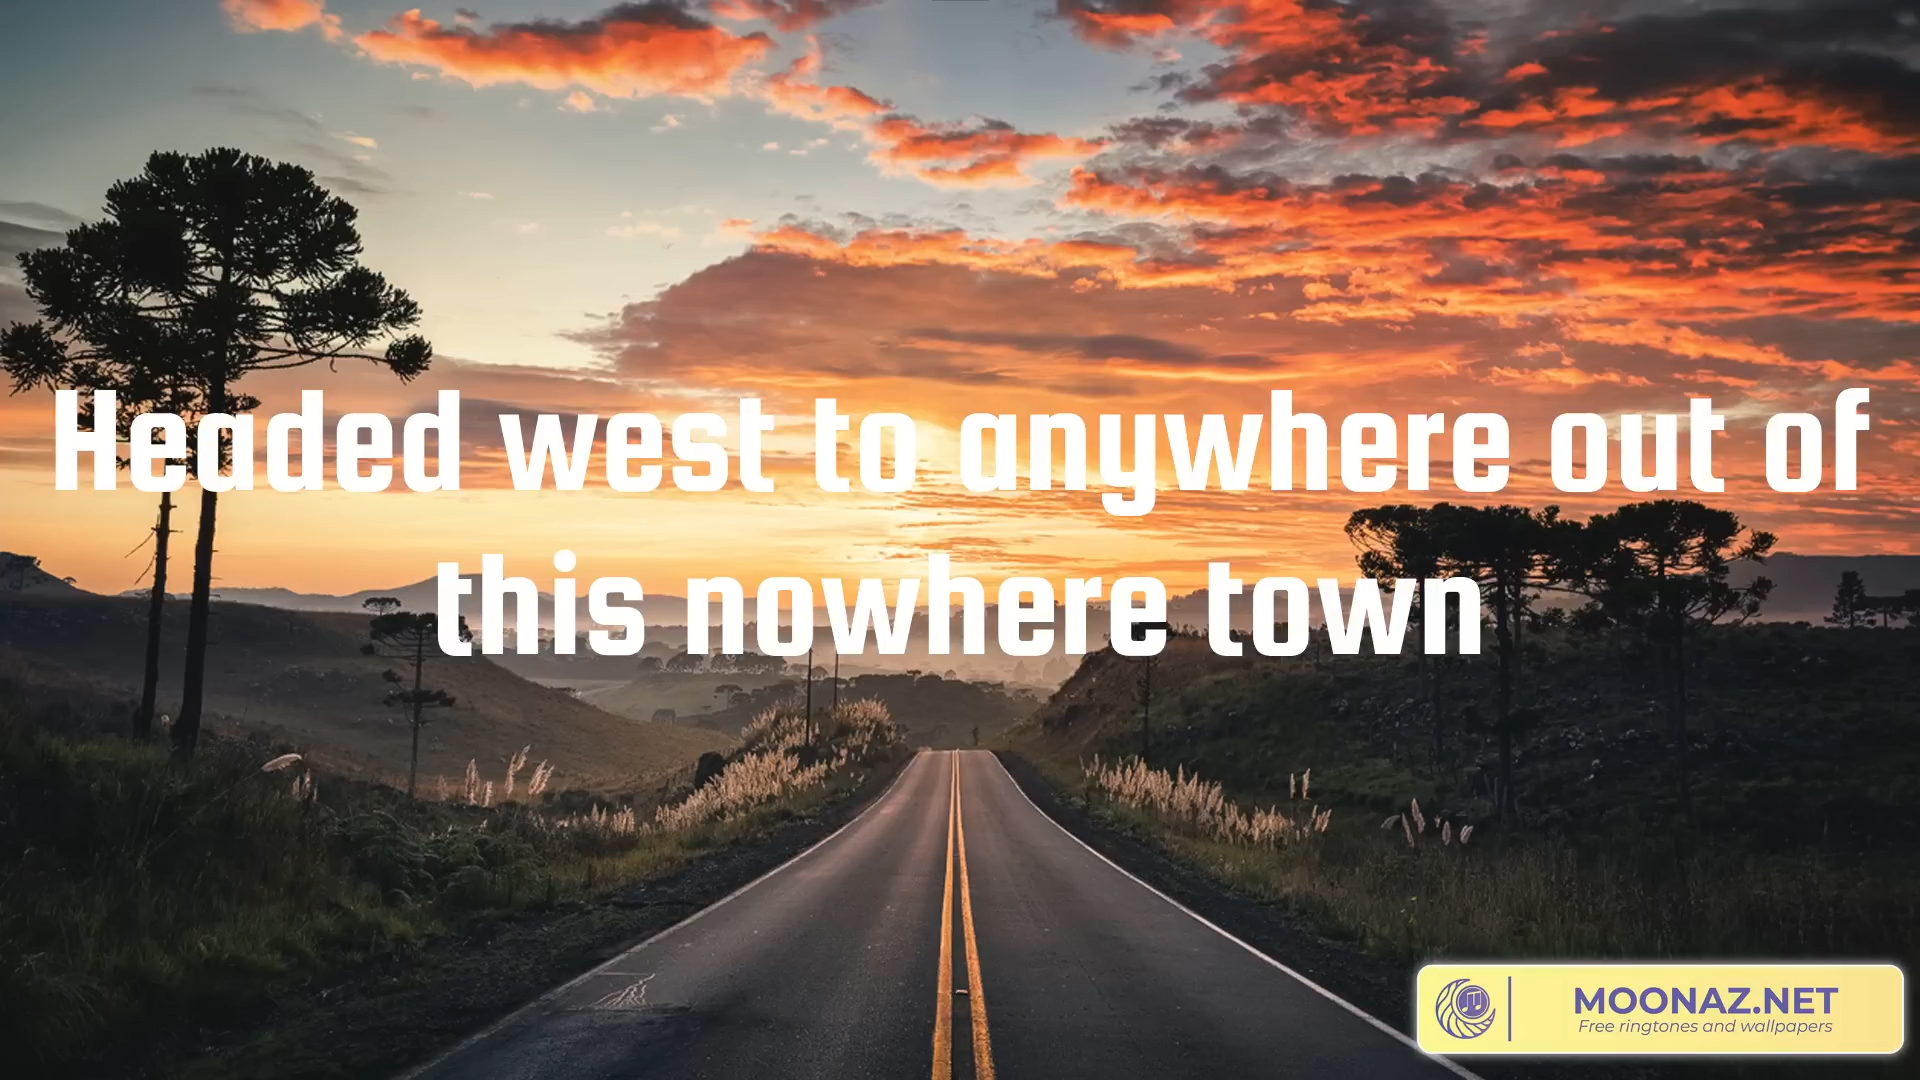 Headed west to anywhere out of
this nowhere town
MOONAZ.NET
Free ringtones and wallpapers